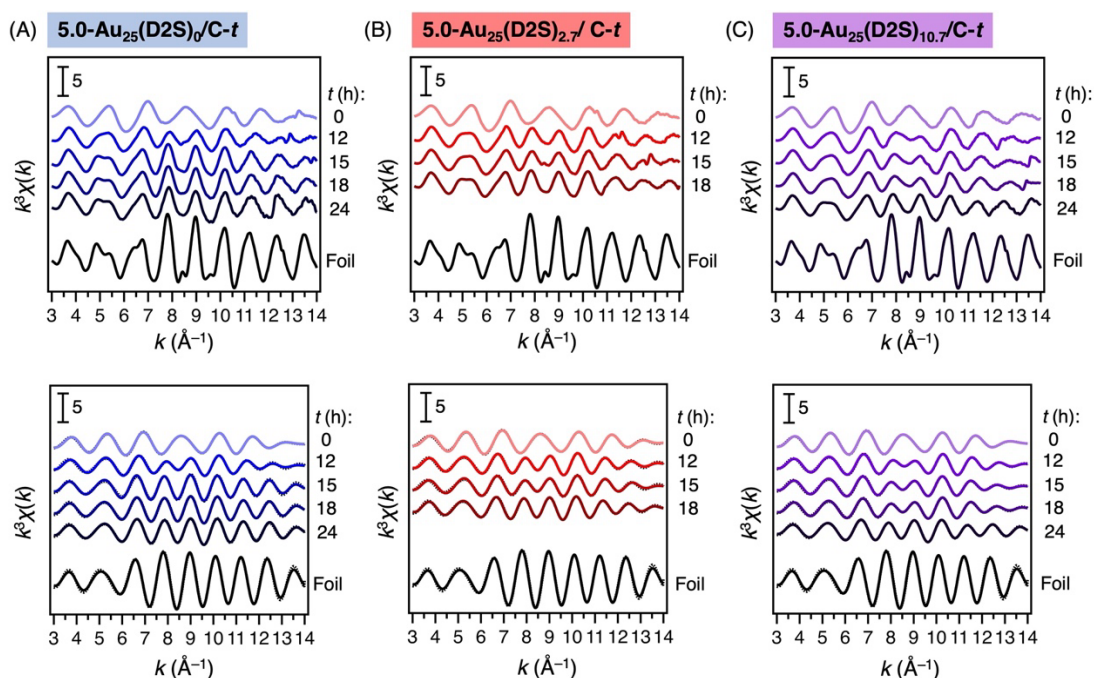 (A) 5.0-Au₂₅(D2S)₀/C-t
5
t (h):
0
12
15
18
24
Foil
k³χ(k)
3 4 5 6 7 8 9 10 11 12 13 14
k (Å⁻¹)
(B) 5.0-Au₂₅(D2S)₂.₇/ C-t
5
t (h):
0
12
15
18
Foil
k³χ(k)
3 4 5 6 7 8 9 10 11 12 13 14
k (Å⁻¹)
(C) 5.0-Au₂₅(D2S)₁₀.₇/C-t
5
t (h):
0
12
15
18
24
Foil
k³χ(k)
3 4 5 6 7 8 9 10 11 12 13 14
k (Å⁻¹)
5
t (h):
0
12
15
18
24
Foil
k³χ(k)
3 4 5 6 7 8 9 10 11 12 13 14
k (Å⁻¹)
5
t (h):
0
12
15
18
Foil
k³χ(k)
3 4 5 6 7 8 9 10 11 12 13 14
k (Å⁻¹)
5
t (h):
0
12
15
18
24
Foil
k³χ(k)
3 4 5 6 7 8 9 10 11 12 13 14
k (Å⁻¹)